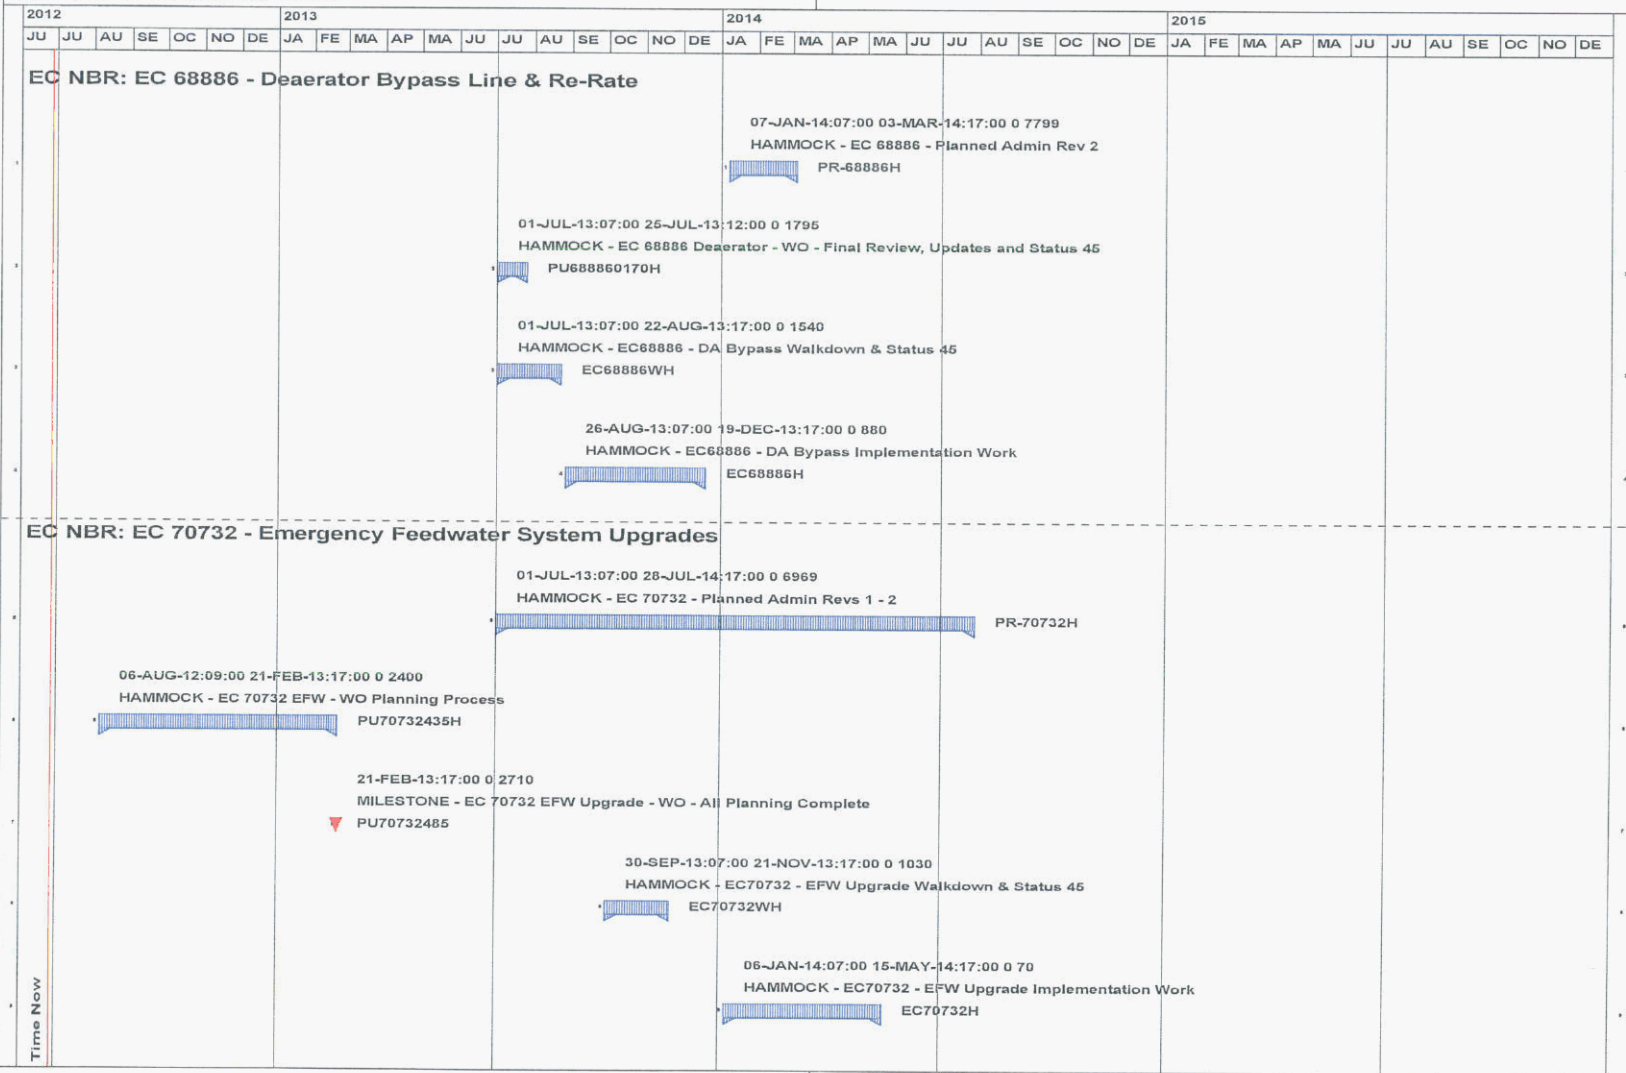 2012 2013 2014 2015
JU JU AU SE OC NO DE JA FE MA AP MA JU JU AU SE OC NO DE JA FE MA AP MA JU JU AU SE OC NO DE JA FE MA AP MA JU JU AU SE OC NO DE
EC NBR: EC 68886 - Deaerator Bypass Line & Re-Rate
07-JAN-14:07:00 03-MAR-14:17:00 0 7799
HAMMOCK - EC 68886 - Planned Admin Rev 2
PR-68886H
01-JUL-13:07:00 25-JUL-13:12:00 0 1795
HAMMOCK - EC 68886 Deaerator - WO - Final Review, Updates and Status 45
PU688860170H
01-JUL-13:07:00 22-AUG-13:17:00 0 1540
HAMMOCK - EC68886 - DA Bypass Walkdown & Status 45
EC68886WH
26-AUG-13:07:00 19-DEC-13:17:00 0 880
HAMMOCK - EC68886 - DA Bypass Implementation Work
EC68886H
EC NBR: EC 70732 - Emergency Feedwater System Upgrades
01-JUL-13:07:00 28-JUL-14:17:00 0 6969
HAMMOCK - EC 70732 - Planned Admin Revs 1 - 2
PR-70732H
06-AUG-12:09:00 21-FEB-13:17:00 0 2400
HAMMOCK - EC 70732 EFW - WO Planning Process
PU70732435H
21-FEB-13:17:00 0 2710
MILESTONE - EC 70732 EFW Upgrade - WO - All Planning Complete
PU70732485
30-SEP-13:07:00 21-NOV-13:17:00 0 1030
HAMMOCK - EC70732 - EFW Upgrade Walkdown & Status 45
EC70732WH
06-JAN-14:07:00 15-MAY-14:17:00 0 70
HAMMOCK - EC70732 - EFW Upgrade Implementation Work
EC70732H
Time Now